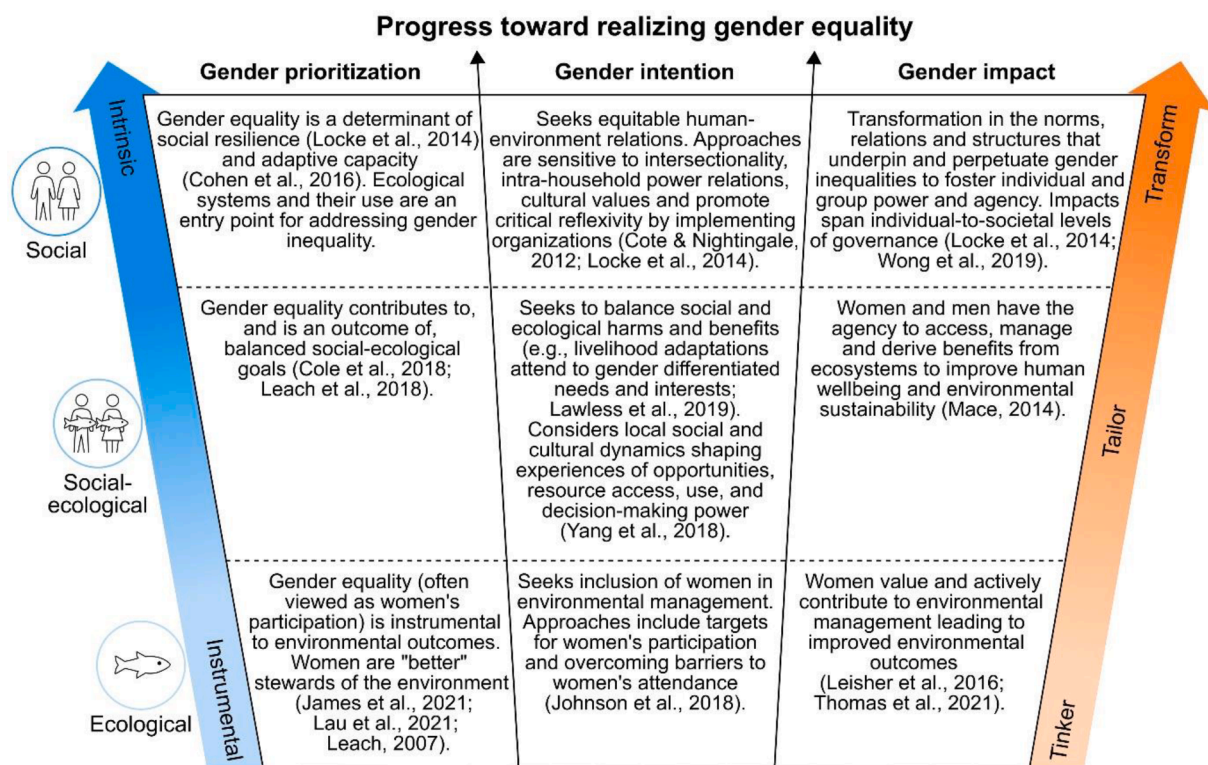 Progress toward realizing gender equality
Gender prioritization
Gender intention
Gender impact
Intrinsic
Social
Gender equality is a determinant of
social resilience (Locke et al., 2014)
and adaptive capacity
(Cohen et al., 2016). Ecological
systems and their use are an
entry point for addressing gender
inequality.
Seeks equitable human-
environment relations. Approaches
are sensitive to intersectionality,
intra-household power relations,
cultural values and promote
critical reflexivity by implementing
organizations (Cote & Nightingale,
2012; Locke et al., 2014).
Transformation in the norms,
relations and structures that
underpin and perpetuate gender
inequalities to foster individual and
group power and agency. Impacts
span individual-to-societal levels
of governance (Locke et al., 2014;
Wong et al., 2019).
Transform
Social-
ecological
Gender equality contributes to,
and is an outcome of,
balanced social-ecological
goals (Cole et al., 2018;
Leach et al., 2018).
Seeks to balance social and
ecological harms and benefits
(e.g., livelihood adaptations
attend to gender differentiated
needs and interests;
Lawless et al., 2019).
Considers local social and
cultural dynamics shaping
experiences of opportunities,
resource access, use, and
decision-making power
(Yang et al., 2018).
Women and men have the
agency to access, manage
and derive benefits from
ecosystems to improve human
wellbeing and environmental
sustainability (Mace, 2014).
Tailor
Ecological
Instrumental
Gender equality (often
viewed as women's
participation) is instrumental
to environmental outcomes.
Women are "better"
stewards of the environment
(James et al., 2021;
Lau et al., 2021;
Leach, 2007).
Seeks inclusion of women in
environmental management.
Approaches include targets
for women's participation
and overcoming barriers to
women's attendance
(Johnson et al., 2018).
Women value and actively
contribute to environmental
management leading to
improved environmental
outcomes
(Leisher et al., 2016;
Thomas et al., 2021).
Tinker